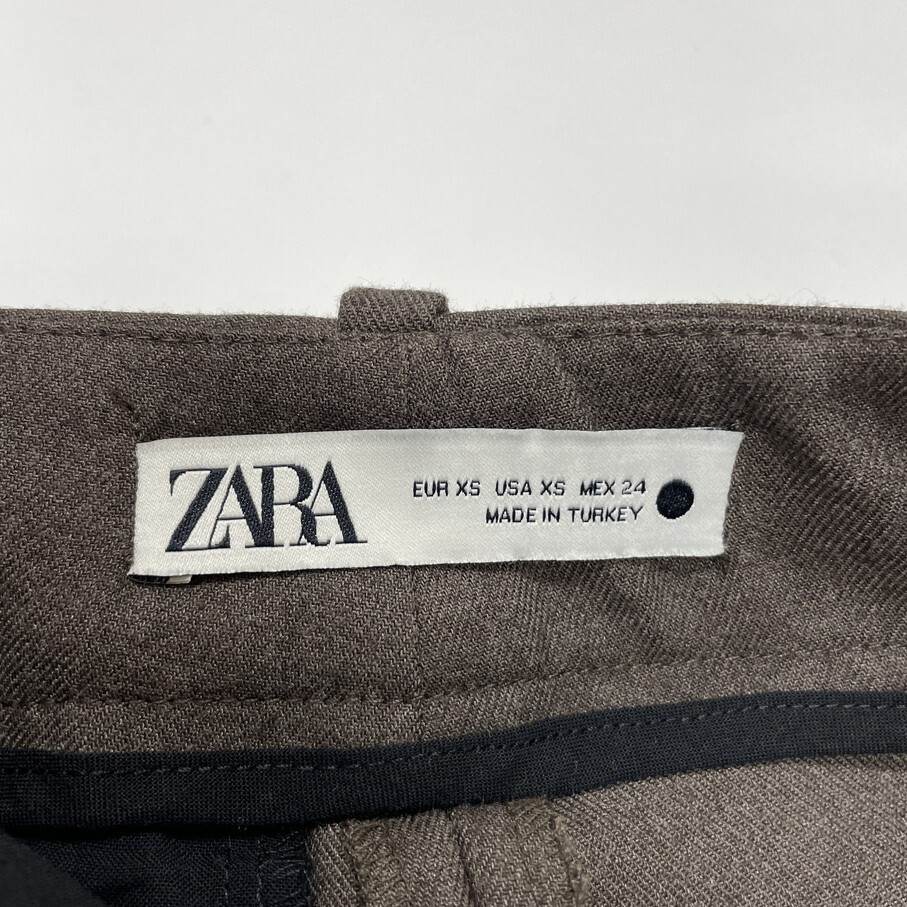 ZARA
EUR XS USA XS MEX 24
MADE IN TURKEY